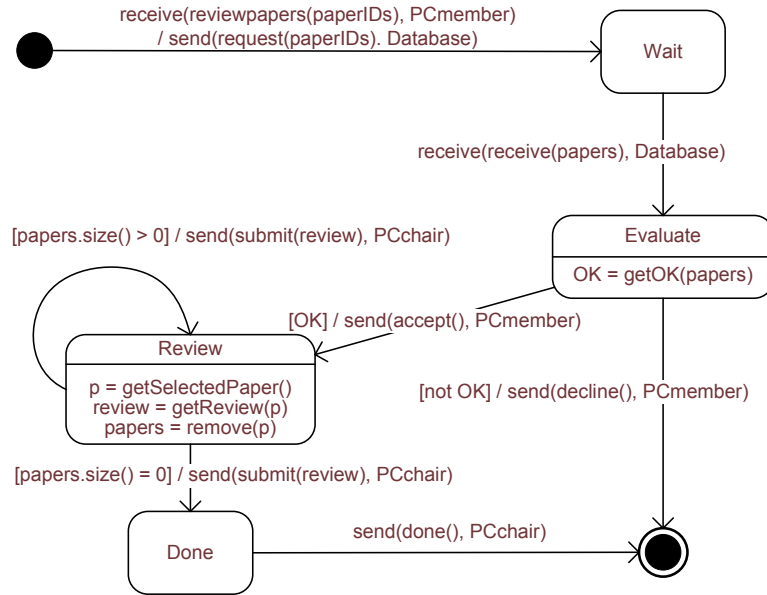 receive(reviewpapers(paperIDs), PCmember)
/ send(request(paperIDs). Database)
Wait
receive(receive(papers), Database)
[papers.size() > 0] / send(submit(review), PCchair)
Evaluate
OK = getOK(papers)
[OK] / send(accept(), PCmember)
Review
p = getSelectedPaper()
review = getReview(p)
papers = remove(p)
[not OK] / send(decline(), PCmember)
[papers.size() = 0] / send(submit(review), PCchair)
Done
send(done(), PCchair)